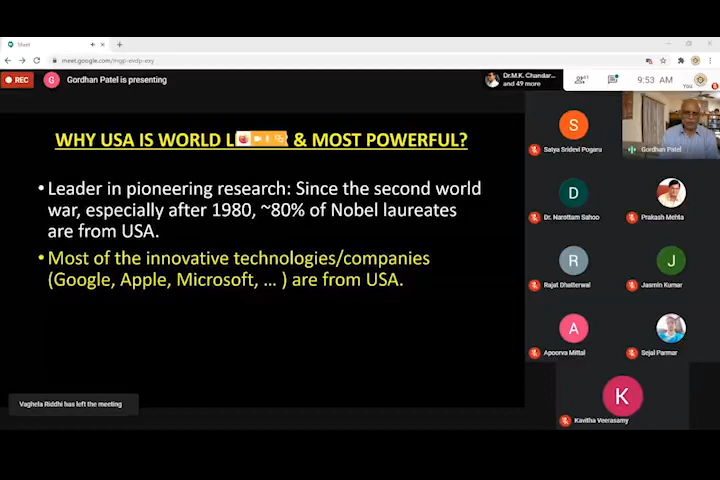 Meet
meet.google.com/mgp-evdp-esy
REC
G
Gordhan Patel is presenting
Dr.M.K. Chandar...
and 49 more
9:53 AM
You
WHY USA IS WORLD L & MOST POWERFUL?
• Leader in pioneering research: Since the second world
war, especially after 1980, ~80% of Nobel laureates
are from USA.
• Most of the innovative technologies/companies
(Google, Apple, Microsoft, ... ) are from USA.
Vaghela Riddhi has left the meeting
S
Satya Sridevi Pogaru
Gordhan Patel
D
Dr. Narottam Sahoo
Prakash Mehta
R
Rajat Dhatterwal
J
Jasmin Kumar
A
Apoorva Mittal
Sejal Parmar
K
Kavitha Veerasamy